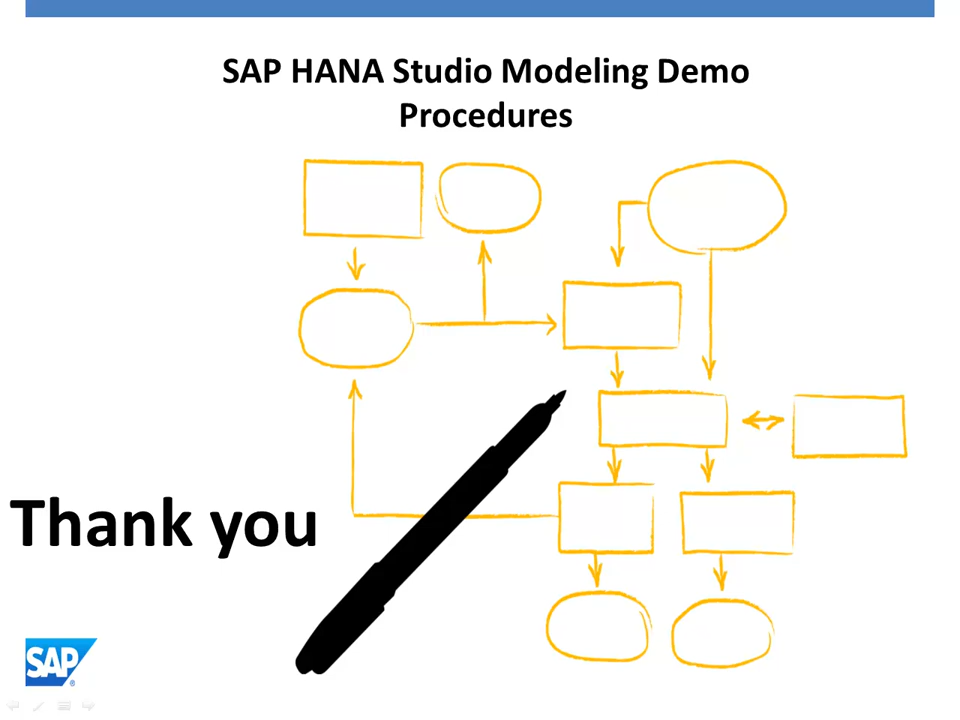 SAP HANA Studio Modeling Demo
Procedures
Thank you
SAP
®